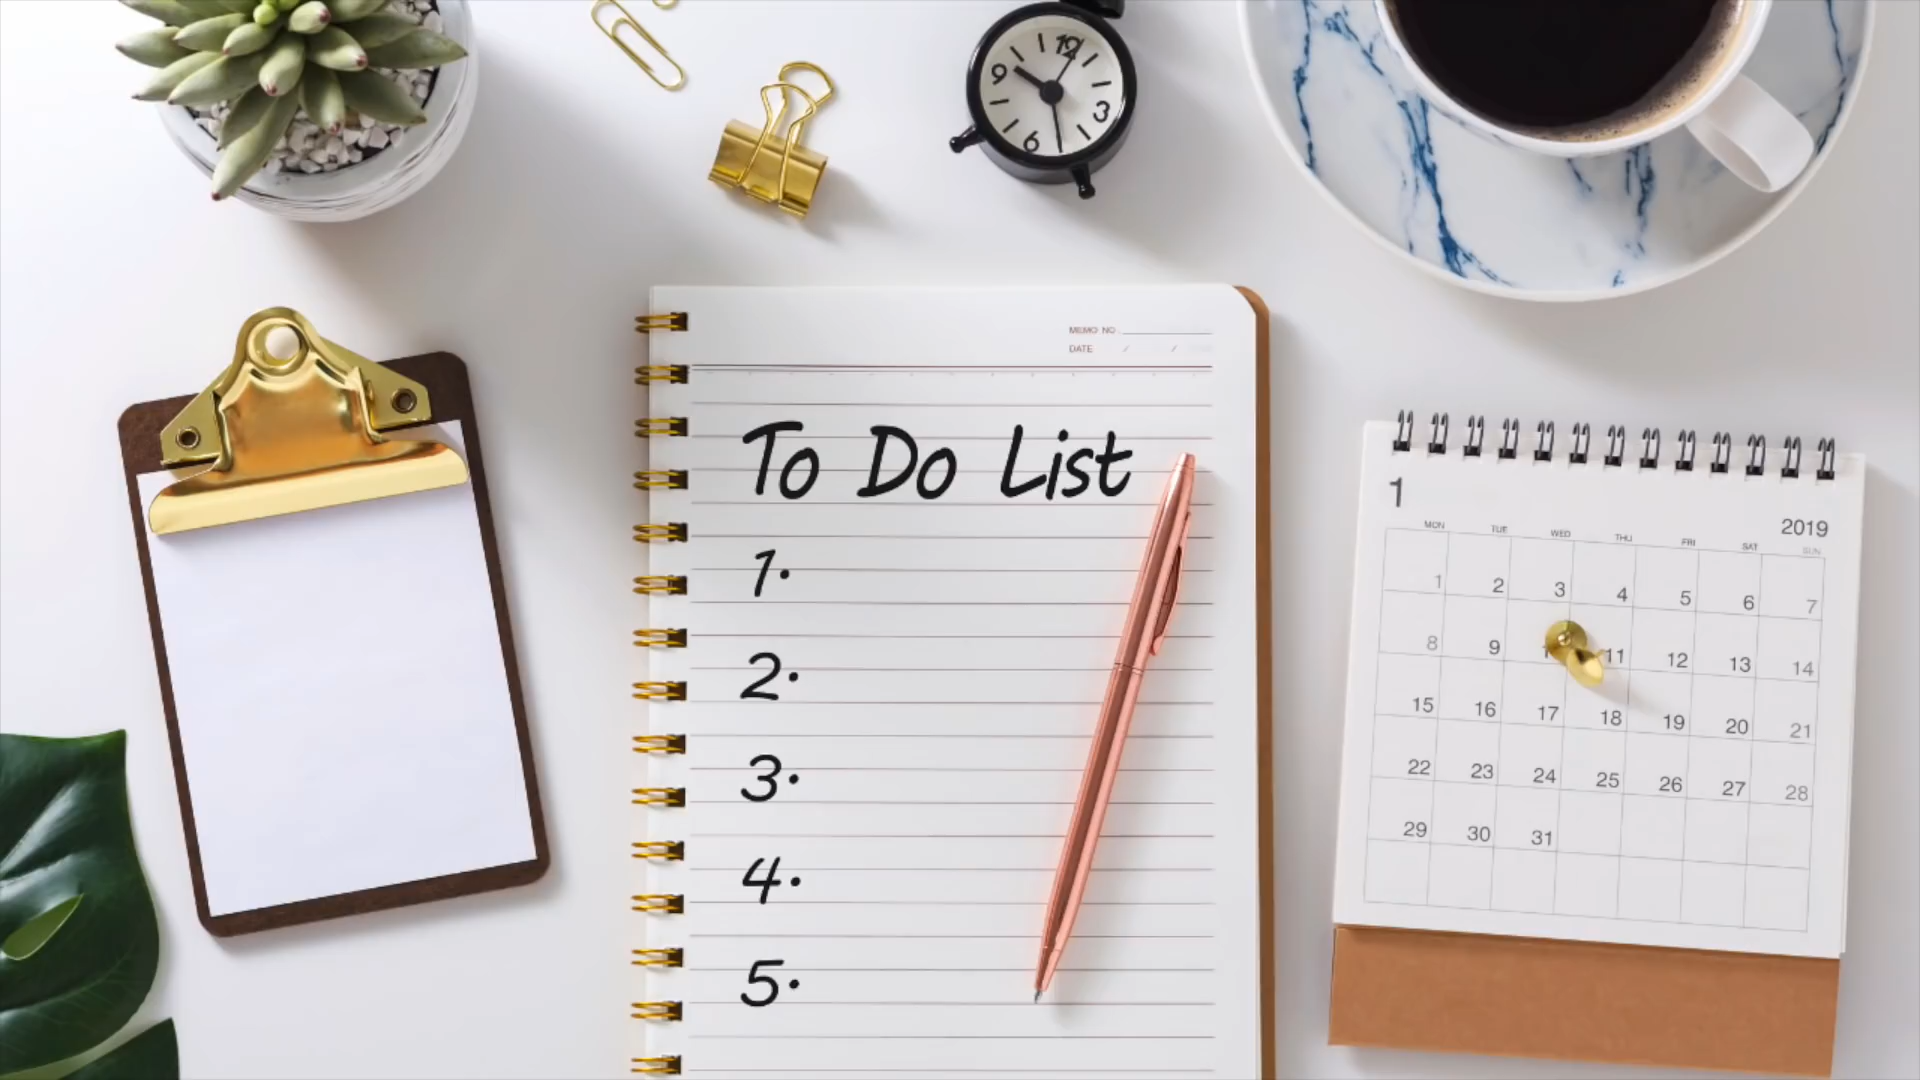 12
9
3
6
MEMO NO
DATE / /
To Do List
1.
2.
3.
4.
5.
1
2019
MON TUE WED THU FRI SAT SUN
1 2 3 4 5 6 7
8 9 11 12 13 14
15 16 17 18 19 20 21
22 23 24 25 26 27 28
29 30 31